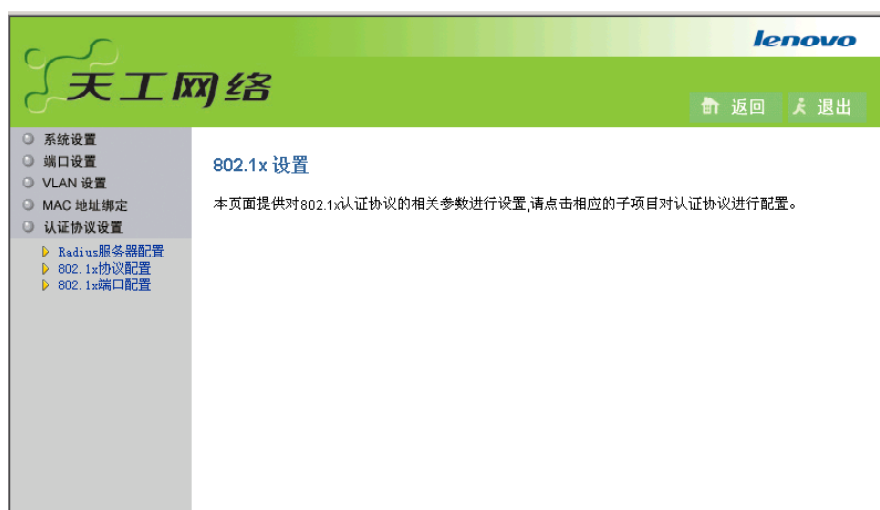 lenovo
天工网络
返回 退出
系统设置
端口设置
VLAN 设置
MAC 地址绑定
认证协议设置
Radius服务器配置
802.1x协议配置
802.1x端口配置
802.1x 设置
本页面提供对802.1x认证协议的相关参数进行设置,请点击相应的子项目对认证协议进行配置。